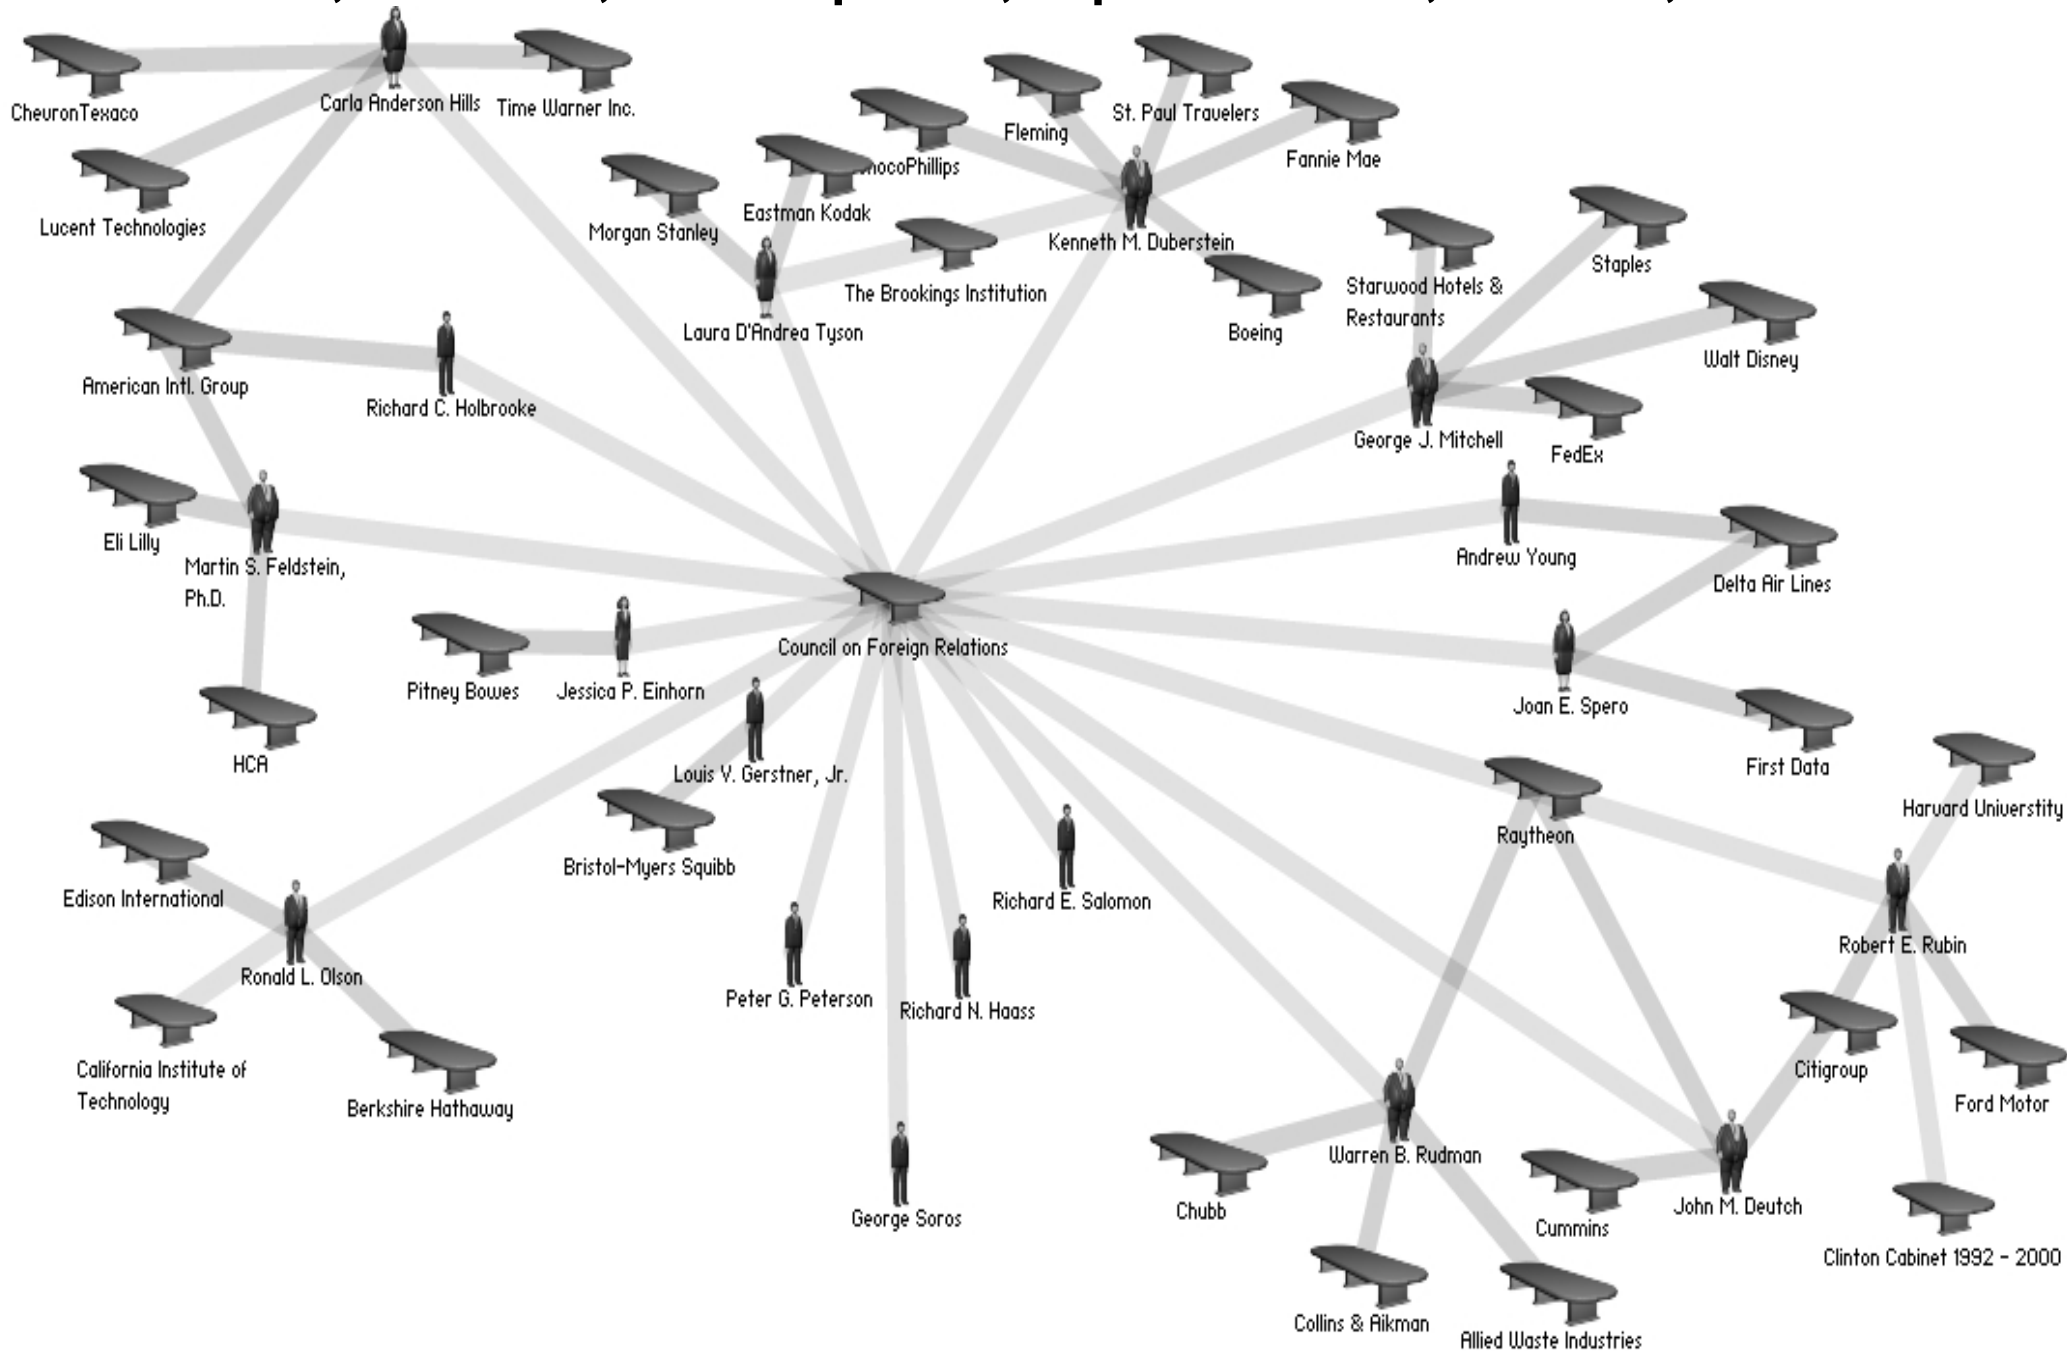 Carla Anderson Hills
ChevronTexaco
Time Warner Inc.
St. Paul Travelers
Fleming
Fannie Mae
Lucent Technologies
Eastman Kodak
Morgan Stanley
Kenneth M. Duberstein
Staples
The Brookings Institution
Starwood Hotels &
Restaurants
Laura D'Andrea Tyson
Boeing
Walt Disney
American Intl. Group
Richard C. Holbrooke
George J. Mitchell
FedEx
Eli Lilly
Andrew Young
Martin S. Feldstein,
Ph.D.
Delta Air Lines
Council on Foreign Relations
Pitney Bowes
Jessica P. Einhorn
Joan E. Spero
HCA
Louis V. Gerstner, Jr.
First Data
Harvard Universtity
Raytheon
Bristol-Myers Squibb
Edison International
Richard E. Salomon
Robert E. Rubin
Ronald L. Olson
Peter G. Peterson
Richard N. Haass
California Institute of
Technology
Berkshire Hathaway
Citigroup
Ford Motor
Warren B. Rudman
George Soros
Chubb
John M. Deutch
Cummins
Clinton Cabinet 1992 - 2000
Collins & Aikman
Allied Waste Industries